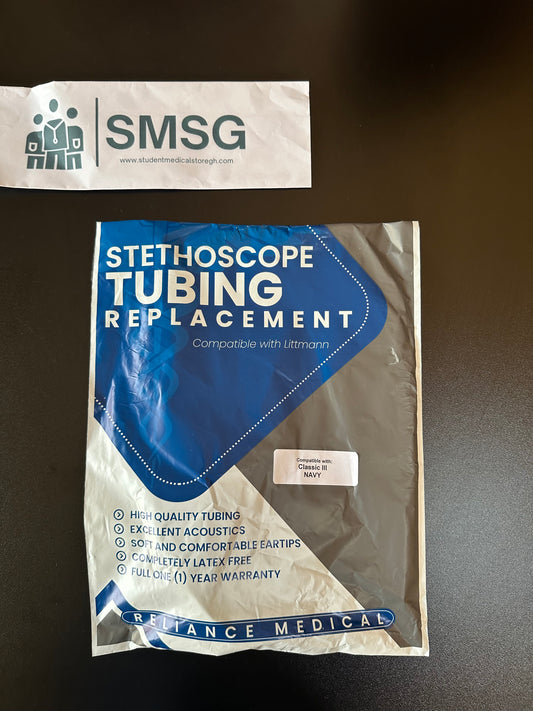 SMSG
www.studentmedicalstoregh.com
STETHOSCOPE
TUBING
REPLACEMENT
Compatible with Littmann
Compatible with:
Classic III
NAVY
HIGH QUALITY TUBING
EXCELLENT ACOUSTICS
SOFT AND COMFORTABLE EARTIPS
COMPLETELY LATEX FREE
FULL ONE (1) YEAR WARRANTY
RELIANCE MEDICAL